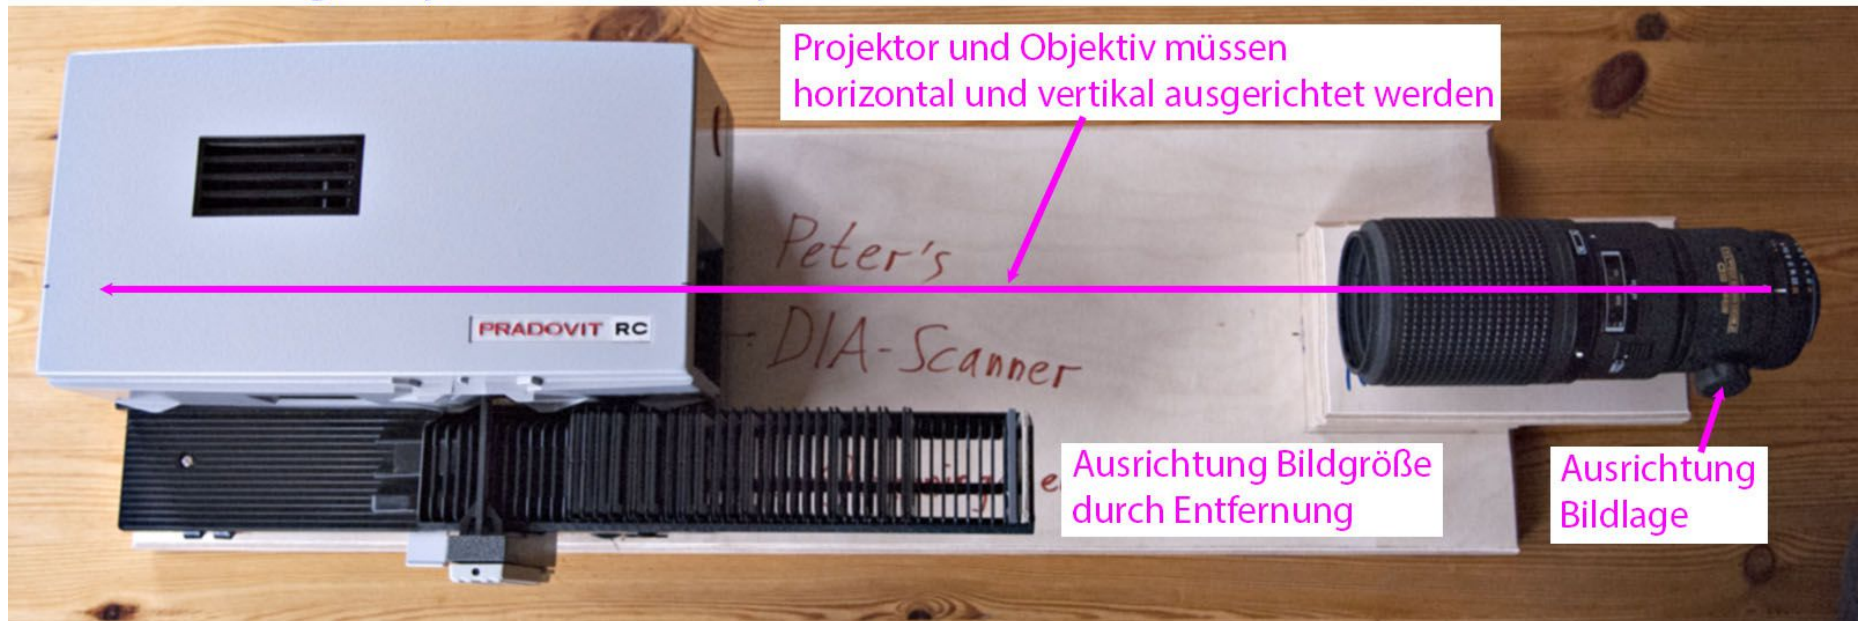 Projektor und Objektiv müssen
horizontal und vertikal ausgerichtet werden
Peter's
DIA-Scanner
PRADOVIT RC
Ausrichtung Bildgröße
durch Entfernung
Ausrichtung
Bildlage